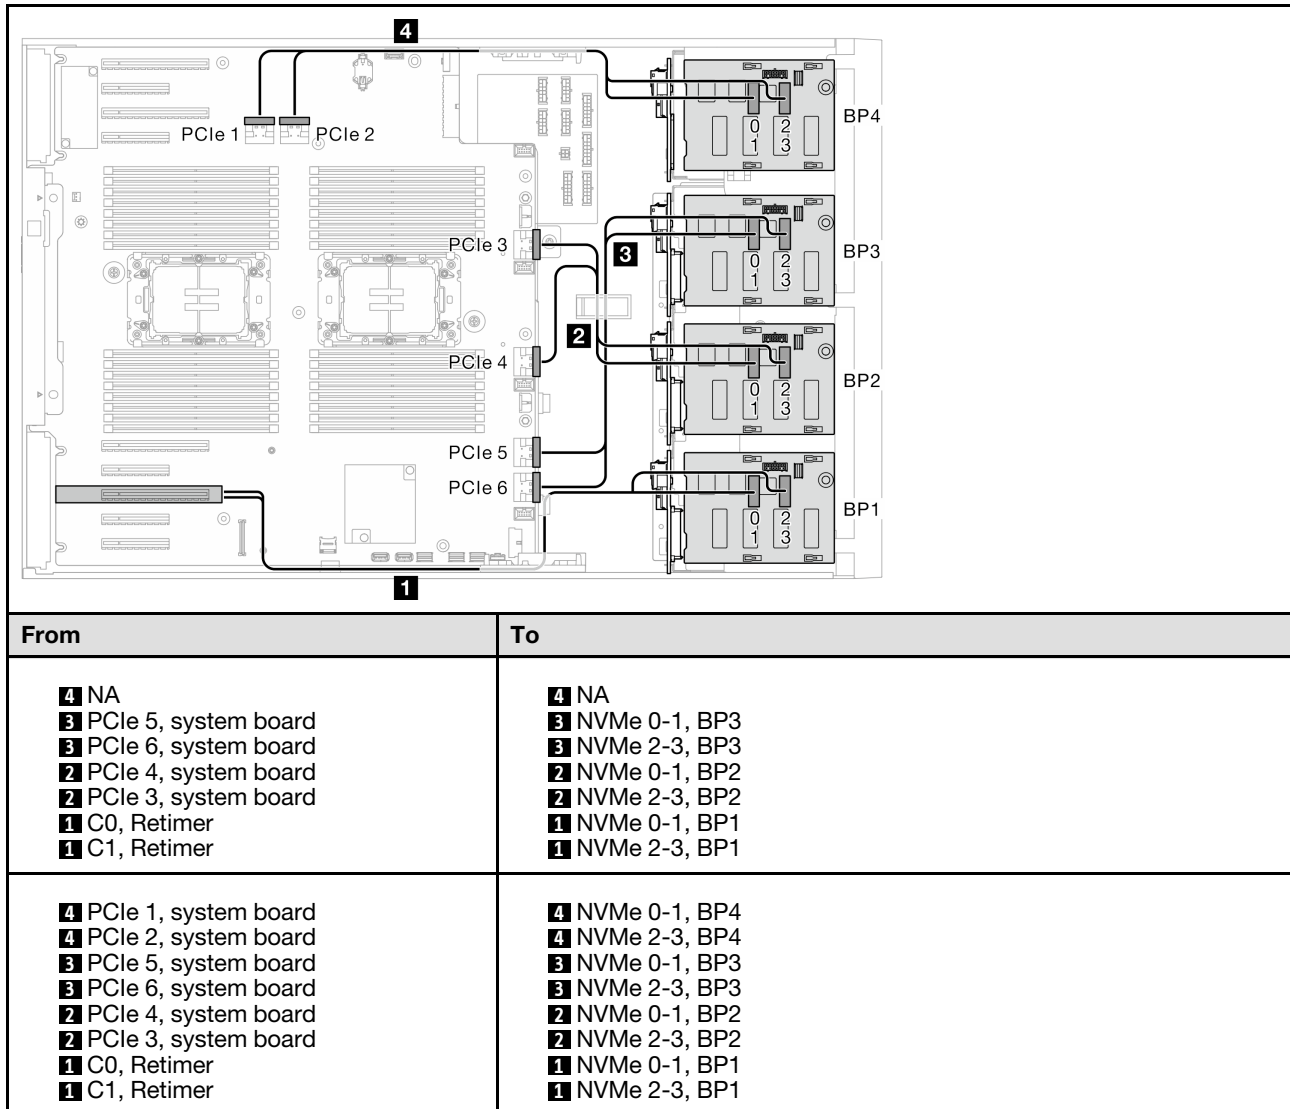 4
PCIe 1
PCIe 2
0 2
1 3
BP4
PCIe 3
3
0 2
1 3
BP3
2
PCIe 4
0 2
1 3
BP2
PCIe 5
PCIe 6
0 2
1 3
BP1
1
From To
4 NA 4 NA
3 PCIe 5, system board 3 NVMe 0-1, BP3
3 PCIe 6, system board 3 NVMe 2-3, BP3
2 PCIe 4, system board 2 NVMe 0-1, BP2
2 PCIe 3, system board 2 NVMe 2-3, BP2
1 C0, Retimer 1 NVMe 0-1, BP1
1 C1, Retimer 1 NVMe 2-3, BP1
4 PCIe 1, system board 4 NVMe 0-1, BP4
4 PCIe 2, system board 4 NVMe 2-3, BP4
3 PCIe 5, system board 3 NVMe 0-1, BP3
3 PCIe 6, system board 3 NVMe 2-3, BP3
2 PCIe 4, system board 2 NVMe 0-1, BP2
2 PCIe 3, system board 2 NVMe 2-3, BP2
1 C0, Retimer 1 NVMe 0-1, BP1
1 C1, Retimer 1 NVMe 2-3, BP1